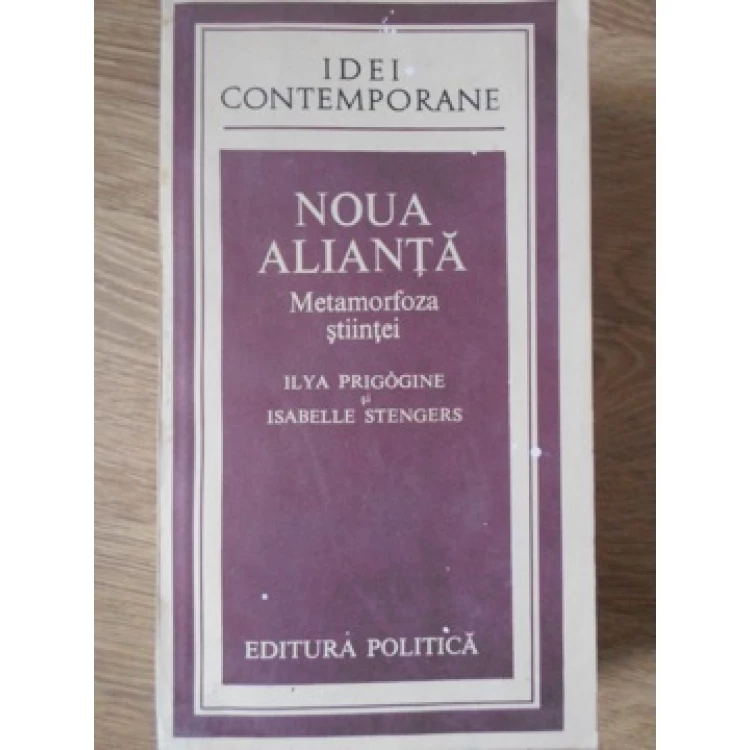 IDEI
CONTEMPORANE
NOUA
ALIANȚĂ
Metamorfoza
științei
ILYA PRIGOGINE
și
ISABELLE STENGERS
EDITURA POLITICĂ